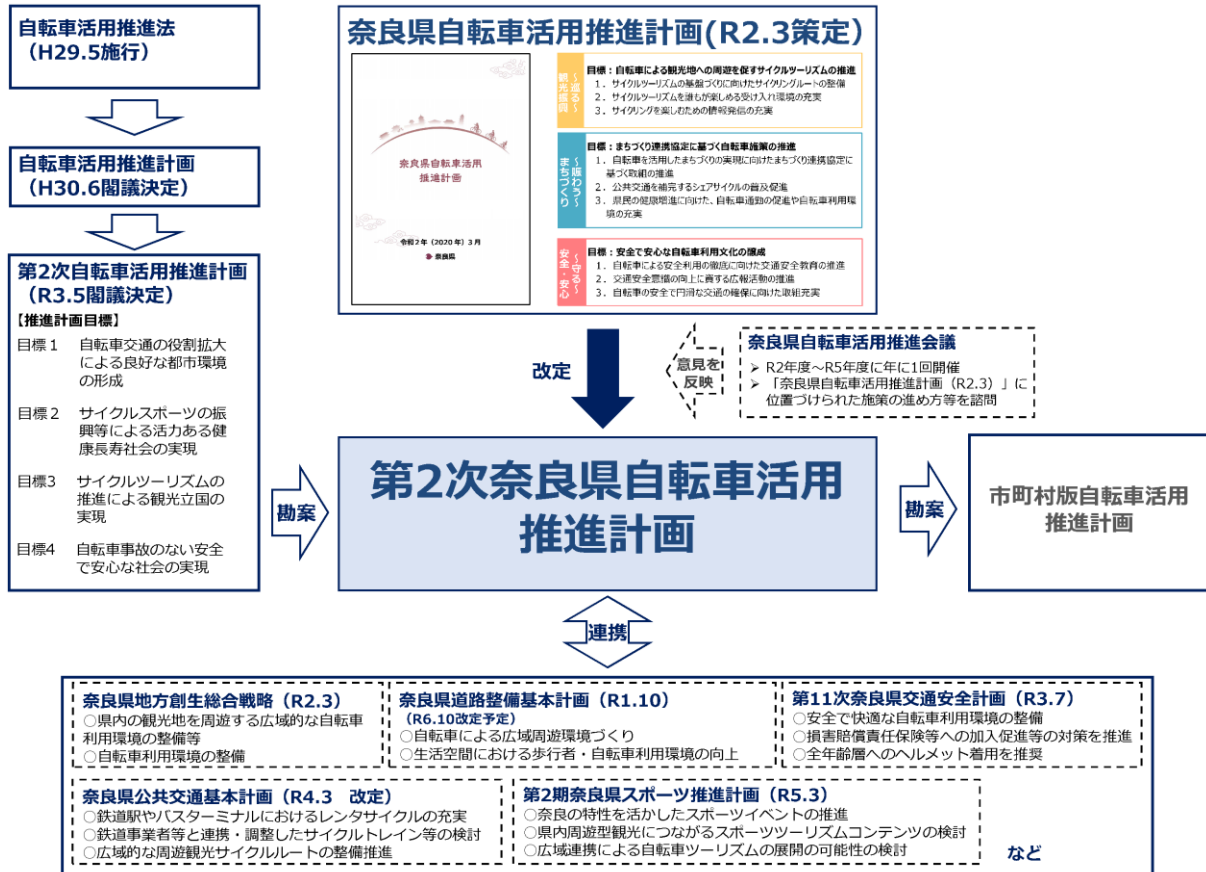 自転車活用推進法
(H29.5施行)
自転車活用推進計画
(H30.6閣議決定)
第2次自転車活用推進計画
(R3.5閣議決定)
【推進計画目標】
目標１　自転車交通の役割拡大
による良好な都市環境
の形成
目標２　サイクルスポーツの振
興等による活力ある健
康長寿社会の実現
目標3　サイクルツーリズムの
推進による観光立国の
実現
目標4　自転車事故のない安全
で安心な社会の実現
奈良県自転車活用推進計画(R2.3策定)
奈良県自転車活用
推進計画
令和２年（2020年）３月
奈良県
～巡る～
観光振興
目標：自転車による観光地への周遊を促すサイクルツーリズムの推進
１．サイクルツーリズムの基盤づくりに向けたサイクリングルートの整備
２．サイクルツーリズムを誰もが楽しめる受け入れ環境の充実
３．サイクリングを楽しむための情報発信の充実
～賑わう～
まちづくり
目標：まちづくり連携協定に基づく自転車施策の推進
１．自転車を活用したまちづくりの実現に向けたまちづくり連携協定に
基づく取組の推進
２．公共交通を補完するシェアサイクルの普及促進
３．県民の健康増進に向けた、自転車通勤の促進や自転車利用環
境の充実
～守る～
安全・安心
目標：安全で安心な自転車利用文化の醸成
１．自転車による安全利用の徹底に向けた交通安全教育の推進
２．交通安全意識の向上に資する広報活動の推進
３．自転車の安全で円滑な交通の確保に向けた取組充実
改定
意見を
反映
奈良県自転車活用推進会議
➢ R2年度～R5年度に年に1回開催
➢ 「奈良県自転車活用推進計画（R2.3）」に
位置づけられた施策の進め方等を諮問
勘案
第2次奈良県自転車活用
推進計画
勘案
市町村版自転車活用
推進計画
連携
奈良県地方創生総合戦略（R2.3）
○県内の観光地を周遊する広域的な自転車
利用環境の整備等
○自転車利用環境の整備
奈良県道路整備基本計画（R1.10）
（R6.10改定予定）
○自転車による広域周遊環境づくり
○生活空間における歩行者・自転車利用環境の向上
第11次奈良県交通安全計画（R3.7）
○安全で快適な自転車利用環境の整備
○損害賠償責任保険等への加入促進等の対策を推進
○全年齢層へのヘルメット着用を推奨
奈良県公共交通基本計画（R4.3　改定）
○鉄道駅やバスターミナルにおけるレンタサイクルの充実
○鉄道事業者等と連携・調整したサイクルトレイン等の検討
○広域的な周遊観光サイクルルートの整備推進
第2期奈良県スポーツ推進計画（R5.3）
○奈良の特性を活かしたスポーツイベントの推進
○県内周遊型観光につながるスポーツツーリズムコンテンツの検討
○広域連携による自転車ツーリズムの展開の可能性の検討
など